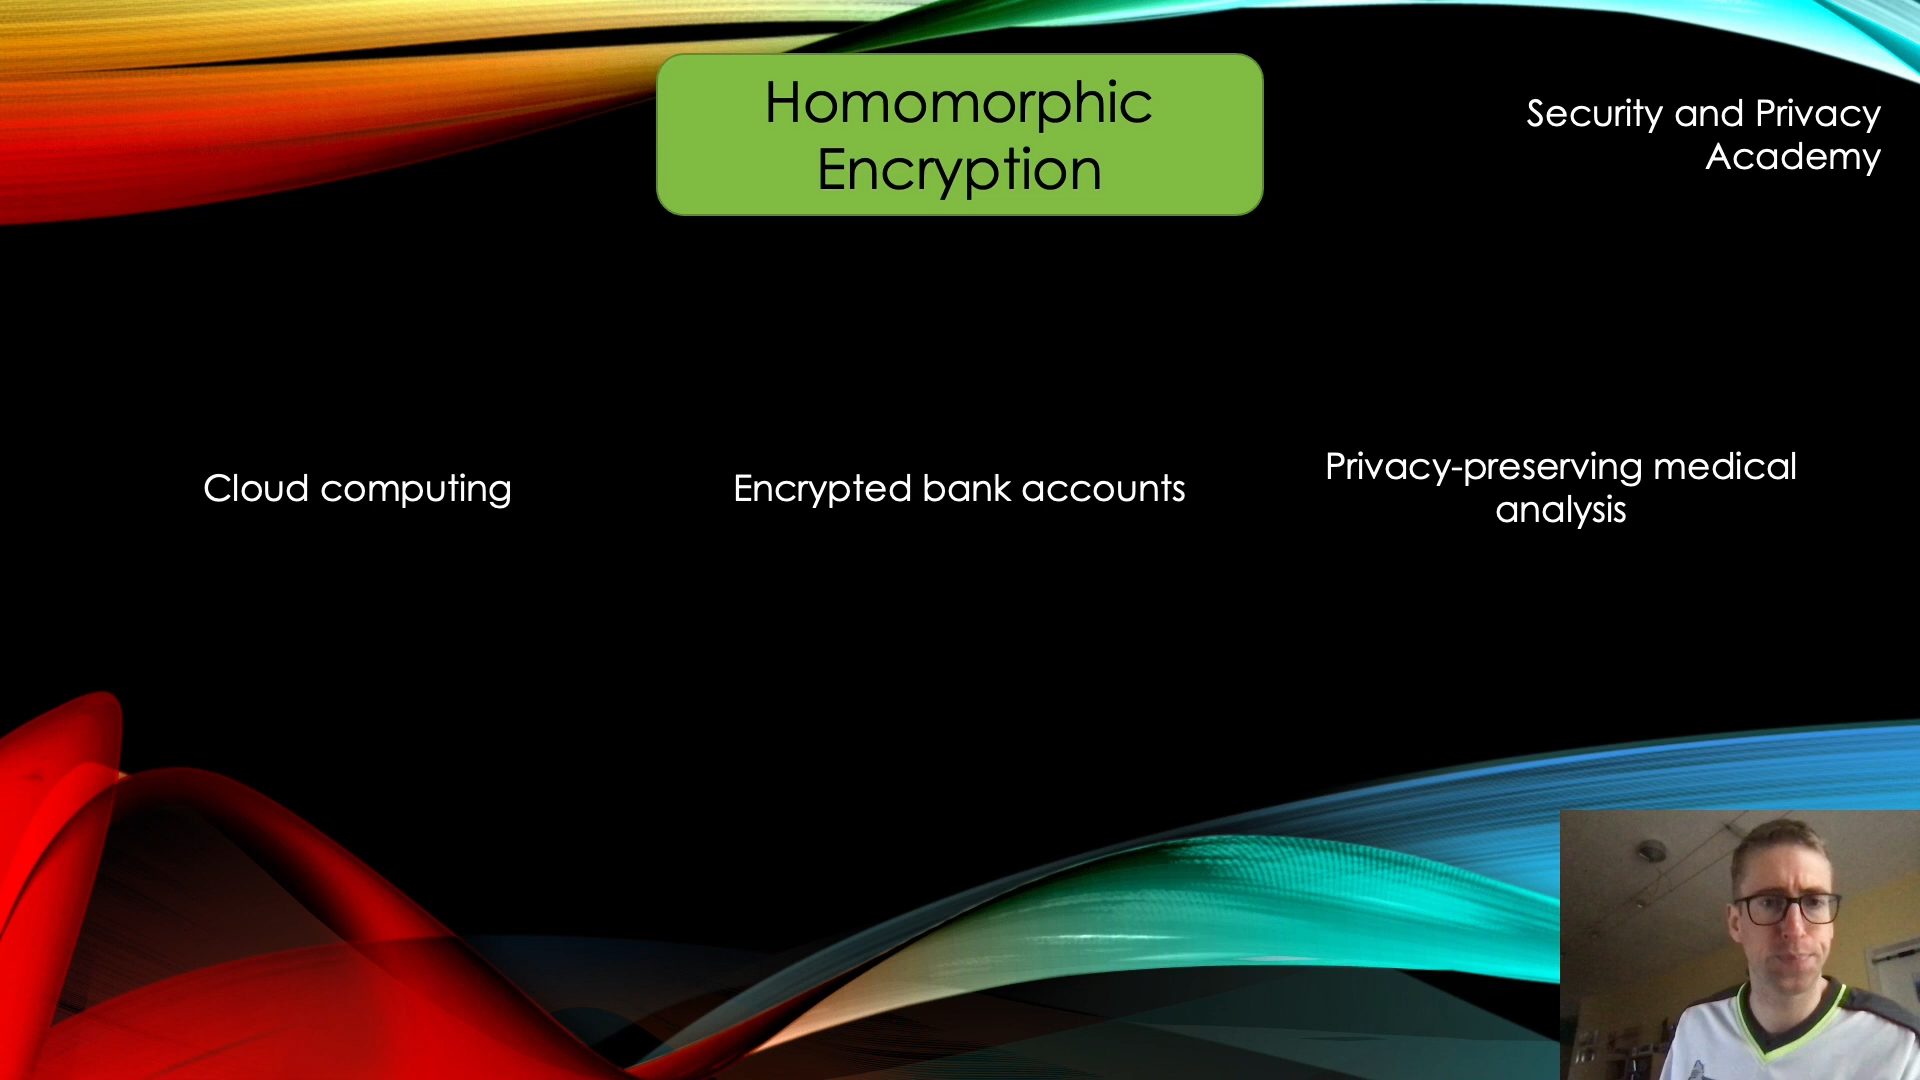 Homomorphic
Encryption
Security and Privacy
Academy
Cloud computing
Encrypted bank accounts
Privacy-preserving medical
analysis